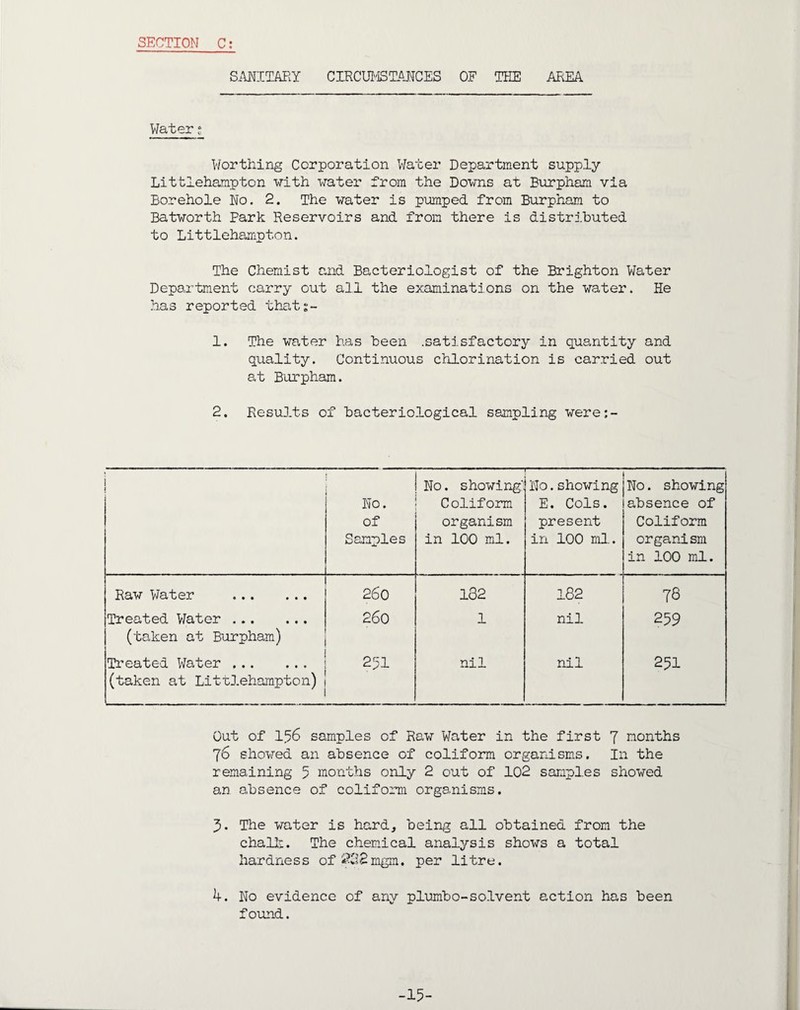 SECTION C:
SANITARY CIRCUMSTANCES OF THE AREA
Water:
Worthing Corporation Water Department supply
Littlehampton with water from the Downs at Burpham via
Borehole No. 2. The water is pumped from Burpham to
Batworth Park Reservoirs and from there is distributed
to Littlehampton.
The Chemist and Bacteriologist of the Brighton Water
Department carry out all the examinations on the water. He
has reported that:-
1. The water has been .satisfactory in quantity and
quality. Continuous chlorination is carried out
at Burpham.
2. Results of bacteriological sampling were:-
No. of Samples | No. showing Coliform organism in 100 ml. | No. showing E. Cols. present in 100 ml. | No. showing absence of Coliform organism in 100 ml.
Raw Water ... ... 260 182 182 78
Treated Water ... ... 260 1 nil 259
(taken at Burpham)
Treated Water ... ... 251 nil nil 251
(taken at Littlehampton)
Out of 156 samples of Raw Water in the first 7 months
76 showed an absence of coliform organisms. In the
remaining 5 months only 2 out of 102 samples showed
an absence of coliform organisms.
3. The water is hard, being all obtained from the
chalk. The chemical analysis shows a total
hardness of mgm. per litre.
4. No evidence of any plumbo-solvent action has been
found.
-15-